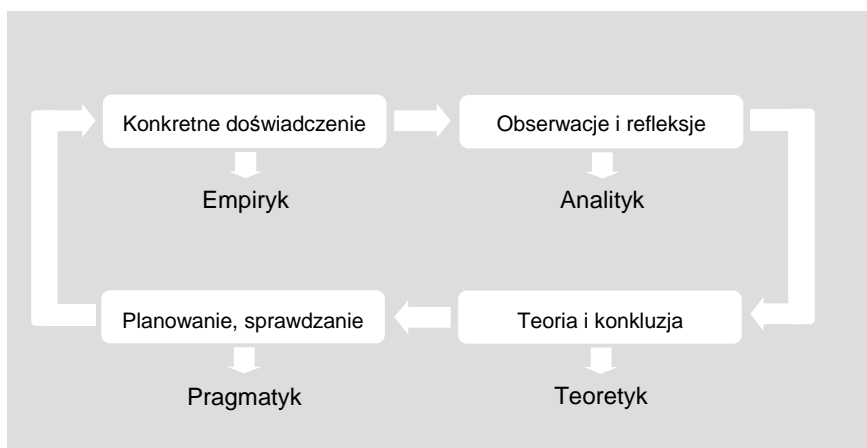 Konkretne doświadczenie
Obserwacje i refleksje
Empiryk
Analityk
Planowanie, sprawdzanie
Teoria i konkluzja
Pragmatyk
Teoretyk